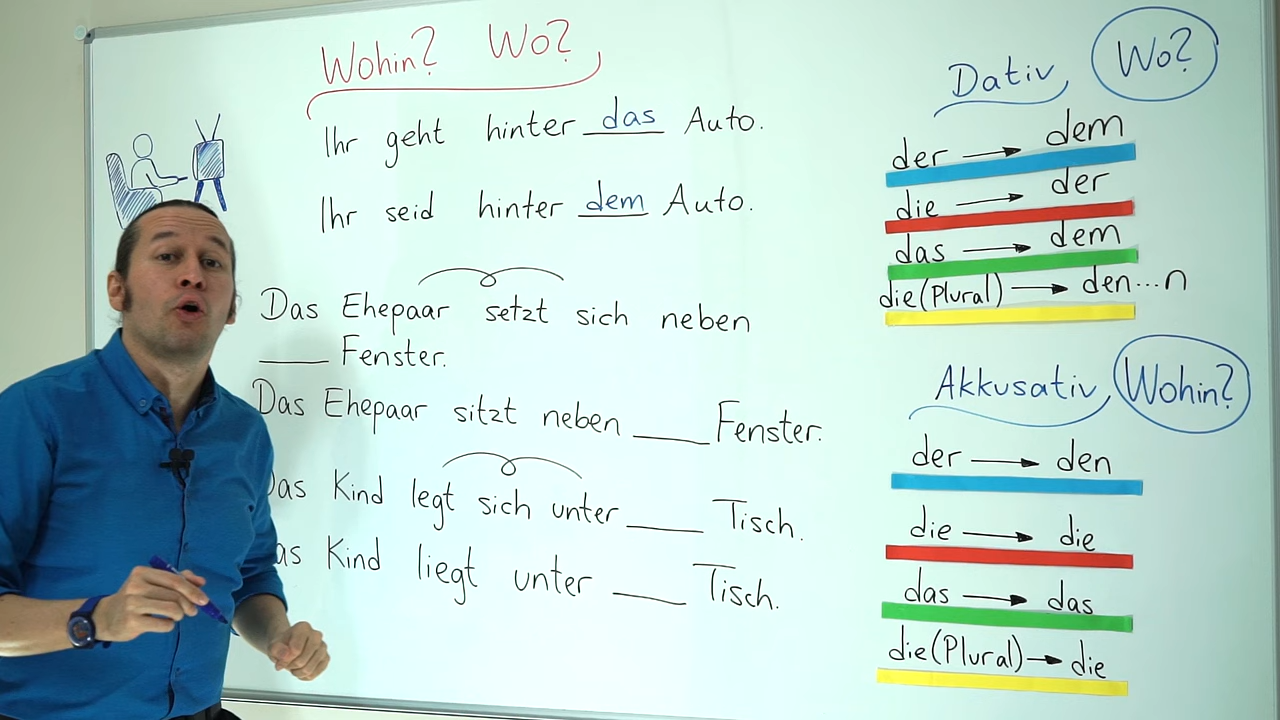 Wohin? Wo?
Ihr geht hinter das Auto.
Ihr seid hinter dem Auto.
Das Ehepaar setzt sich neben
____ Fenster.
Das Ehepaar sitzt neben ____ Fenster.
Das Kind legt sich unter ____ Tisch.
as Kind liegt unter ____ Tisch.
Dativ Wo?
der → dem
die → der
das → dem
die (Plural) → den...n
Akkusativ Wohin?
der → den
die → die
das → das
die (Plural) → die